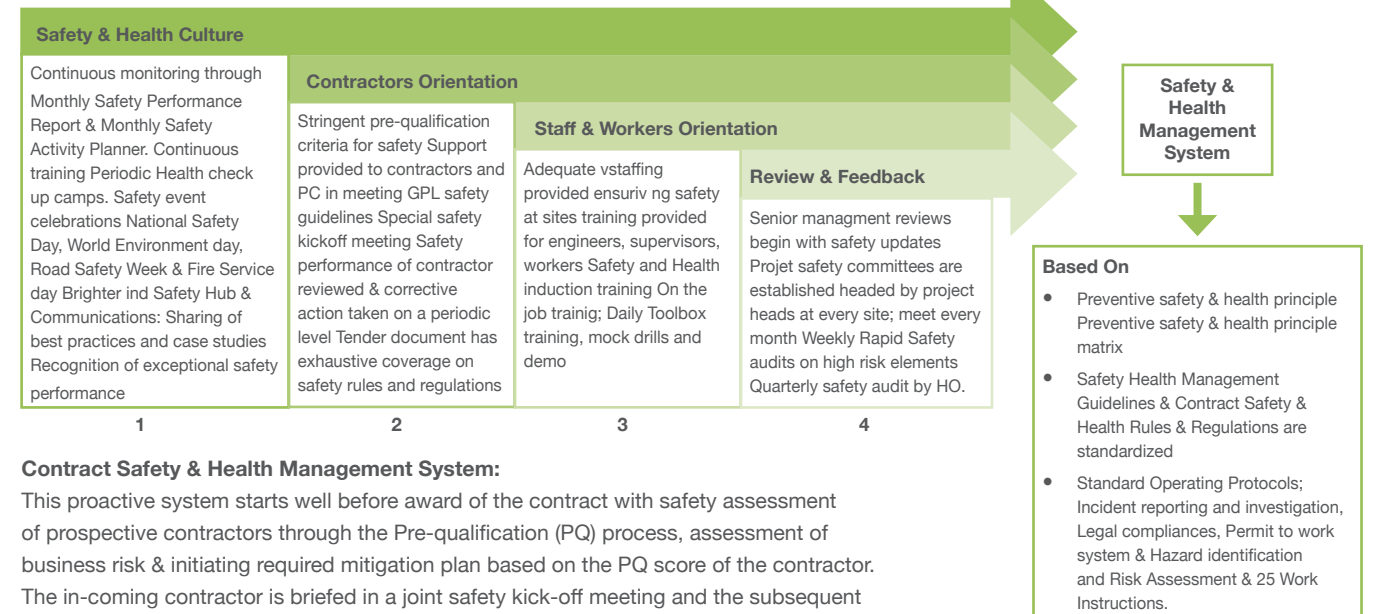 Safety & Health Culture
Continuous monitoring through
Monthly Safety Performance
Report & Monthly Safety
Activity Planner. Continuous
training Periodic Health check
up camps. Safety event
celebrations National Safety
Day, World Environment day,
Road Safety Week & Fire Service
day Brighter ind Safety Hub &
Communications: Sharing of
best practices and case studies
Recognition of exceptional safety
performance
1
Contractors Orientation
Stringent pre-qualification
criteria for safety Support
provided to contractors and
PC in meeting GPL safety
guidelines Special safety
kickoff meeting Safety
performance of contractor
reviewed & corrective
action taken on a periodic
level Tender document has
exhaustive coverage on
safety rules and regulations
2
Staff & Workers Orientation
Adequate vstaffing
provided ensuriv ng safety
at sites training provided
for engineers, supervisors,
workers Safety and Health
induction training On the
job trainig; Daily Toolbox
training, mock drills and
demo
3
Review & Feedback
Senior managment reviews
begin with safety updates
Projet safety committees are
established headed by project
heads at every site; meet every
month Weekly Rapid Safety
audits on high risk elements
Quarterly safety audit by HO.
4
Safety &
Health
Management
System
Based On
• Preventive safety & health principle
Preventive safety & health principle
matrix
• Safety Health Management
Guidelines & Contract Safety &
Health Rules & Regulations are
standardized
• Standard Operating Protocols;
Incident reporting and investigation,
Legal compliances, Permit to work
system & Hazard identification
and Risk Assessment & 25 Work
Instructions.
Contract Safety & Health Management System:
This proactive system starts well before award of the contract with safety assessment
of prospective contractors through the Pre-qualification (PQ) process, assessment of
business risk & initiating required mitigation plan based on the PQ score of the contractor.
The in-coming contractor is briefed in a joint safety kick-off meeting and the subsequent